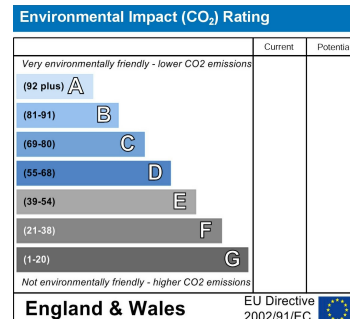 Environmental Impact (CO₂) Rating
Current Potential
Very environmentally friendly - lower CO2 emissions
(92 plus) A
(81-91) B
(69-80) C
(55-68) D
(39-54) E
(21-38) F
(1-20) G
Not environmentally friendly - higher CO2 emissions
England & Wales
EU Directive
2002/91/EC